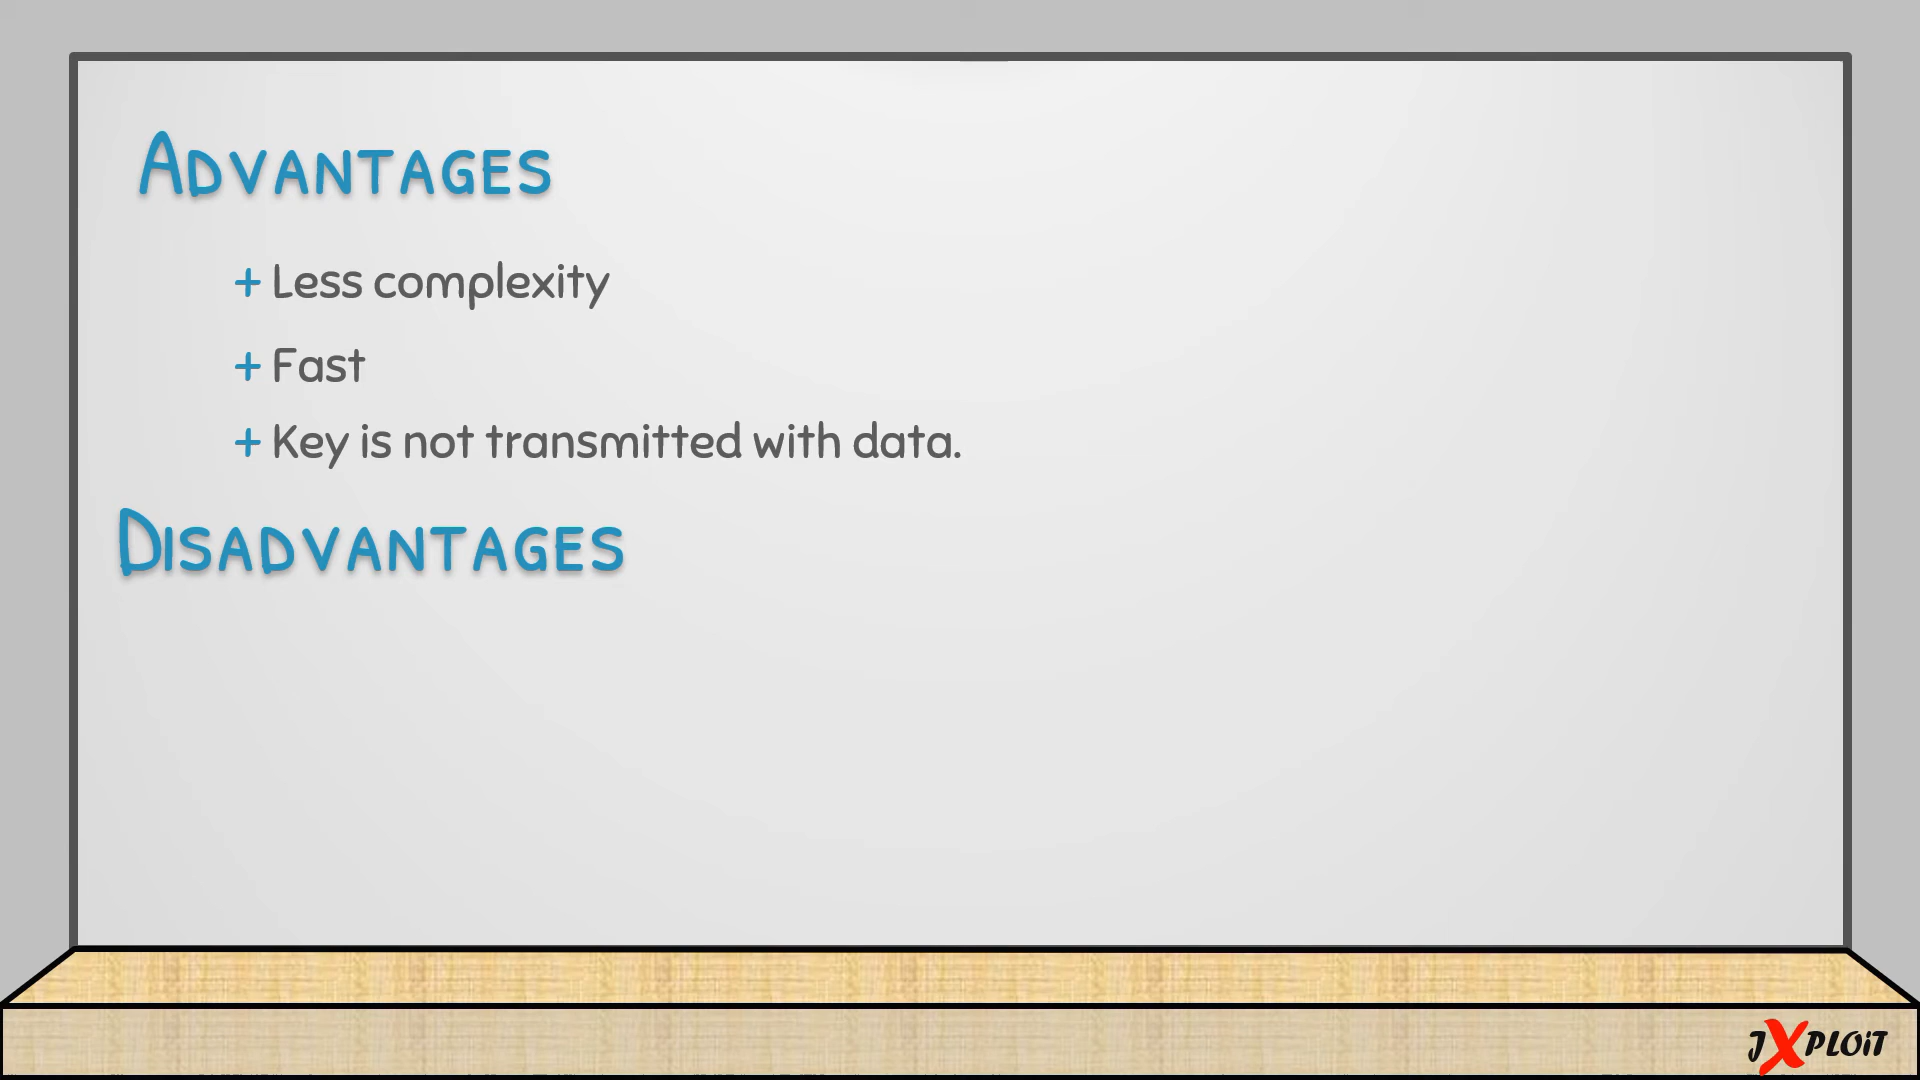 Advantages
+ Less complexity
+ Fast
+ Key is not transmitted with data.
Disadvantages
JXPLOiT